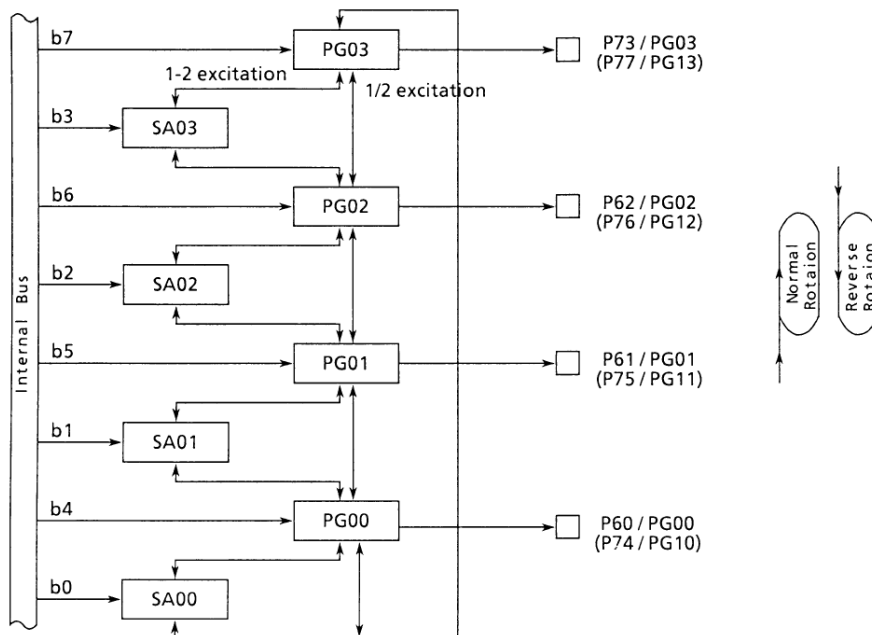 b7
PG03
P73 / PG03
(P77 / PG13)
1-2 excitation
1/2 excitation
b3
SA03
b6
PG02
P62 / PG02
(P76 / PG12)
b2
SA02
Internal Bus
Normal
Rotaion
Reverse
Rotaion
b5
PG01
P61 / PG01
(P75 / PG11)
b1
SA01
b4
PG00
P60 / PG00
(P74 / PG10)
b0
SA00